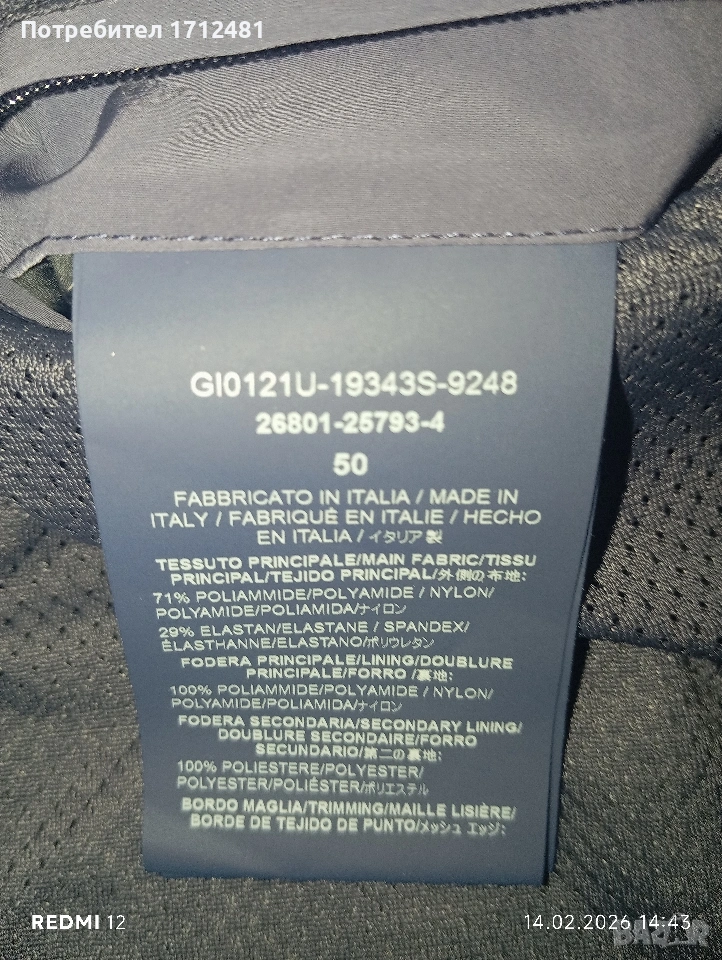 Потребител 1712481
GI0121U-19343S-9248
26801-25793-4
50
FABBRICATO IN ITALIA / MADE IN
ITALY / FABRIQUÈ EN ITALIE / HECHO
EN ITALIA / イタリア製
TESSUTO PRINCIPALE/MAIN FABRIC/TISSU
PRINCIPAL/TEJIDO PRINCIPAL/外側の布地:
71% POLIAMMIDE/POLYAMIDE / NYLON/
POLYAMIDE/POLIAMIDA/ナイロン
29% ELASTAN/ELASTANE / SPANDEX/
ÉLASTHANNE/ELASTANO/ポリウレタン
FODERA PRINCIPALE/LINING/DOUBLURE
PRINCIPALE/FORRO /裏地:
100% POLIAMMIDE/POLYAMIDE / NYLON/
POLYAMIDE/POLIAMIDA/ナイロン
FODERA SECONDARIA/SECONDARY LINING/
DOUBLURE SECONDAIRE/FORRO
SECUNDARIO/第二の裏地:
100% POLIESTERE/POLYESTER/
POLYESTER/POLIÉSTER/ポリエステル
BORDO MAGLIA/TRIMMING/MAILLE LISIÈRE/
BORDE DE TEJIDO DE PUNTO/メッシュ エッジ:
REDMI 12
14.02.2026 14:43